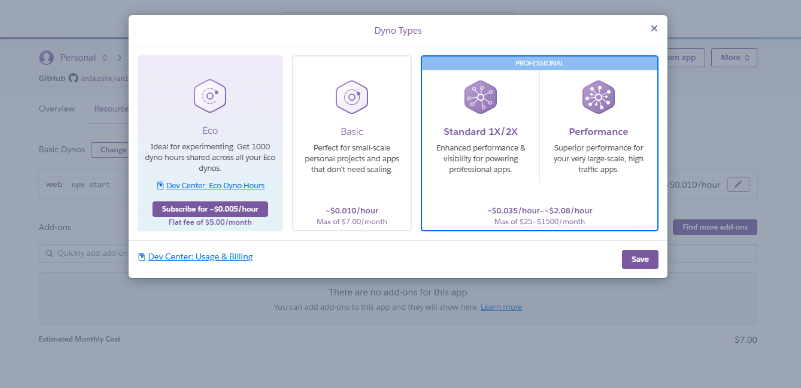 Dyno Types
Personal
pen app
More
GitHub
Overview
Resource
Basic Dynos
Change
web npm start
~$0.010/hour
Add-ons
Find more add-ons
Quickly add add-on
PROFESSIONAL
Eco
Ideal for experimenting. Get 1000
dyno hours shared across all your Eco
dynos.
Dev Center: Eco Dyno Hours
Subscribe for ~$0.005/hour
Flat fee of $5.00/month
Basic
Perfect for small-scale
personal projects and apps
that don't need scaling.
~$0.010/hour
Max of $7.00/month
Standard 1X/2X
Enhanced performance &
visibility for powering
professional apps.
Performance
Superior performance for
your very large-scale, high
traffic apps.
~$0.035/hour–~$2.08/hour
Max of $25–$1500/month
Dev Center: Usage & Billing
Save
There are no add-ons for this app
You can add add-ons to this app and they will show here. Learn more
Estimated Monthly Cost
$7.00